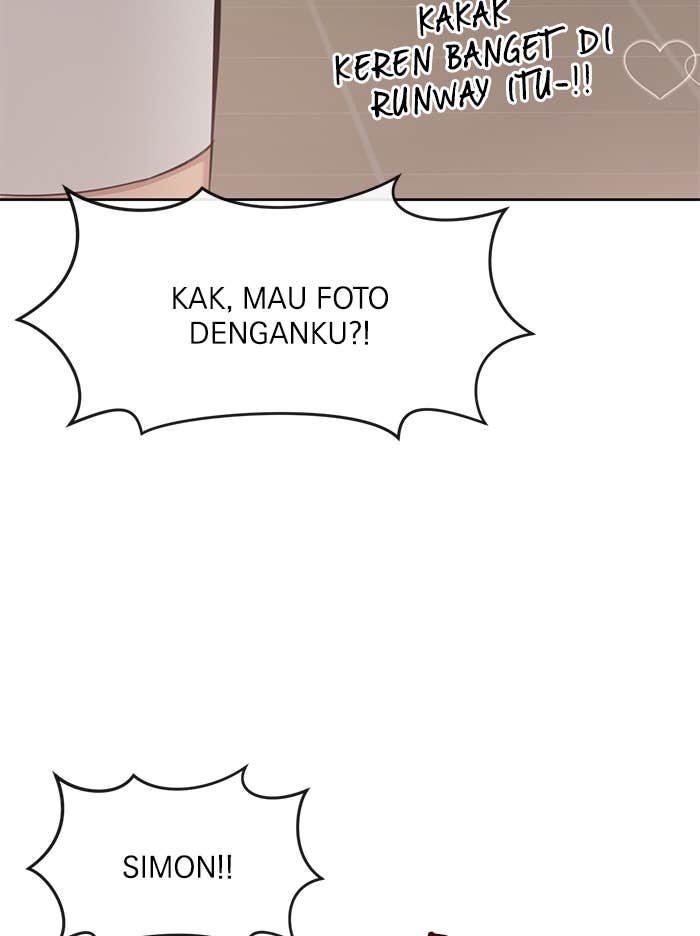 KAKAK
KEREN BANGET DI
RUNWAY ITU-!!
KAK, MAU FOTO
DENGANKU?!
SIMON!!